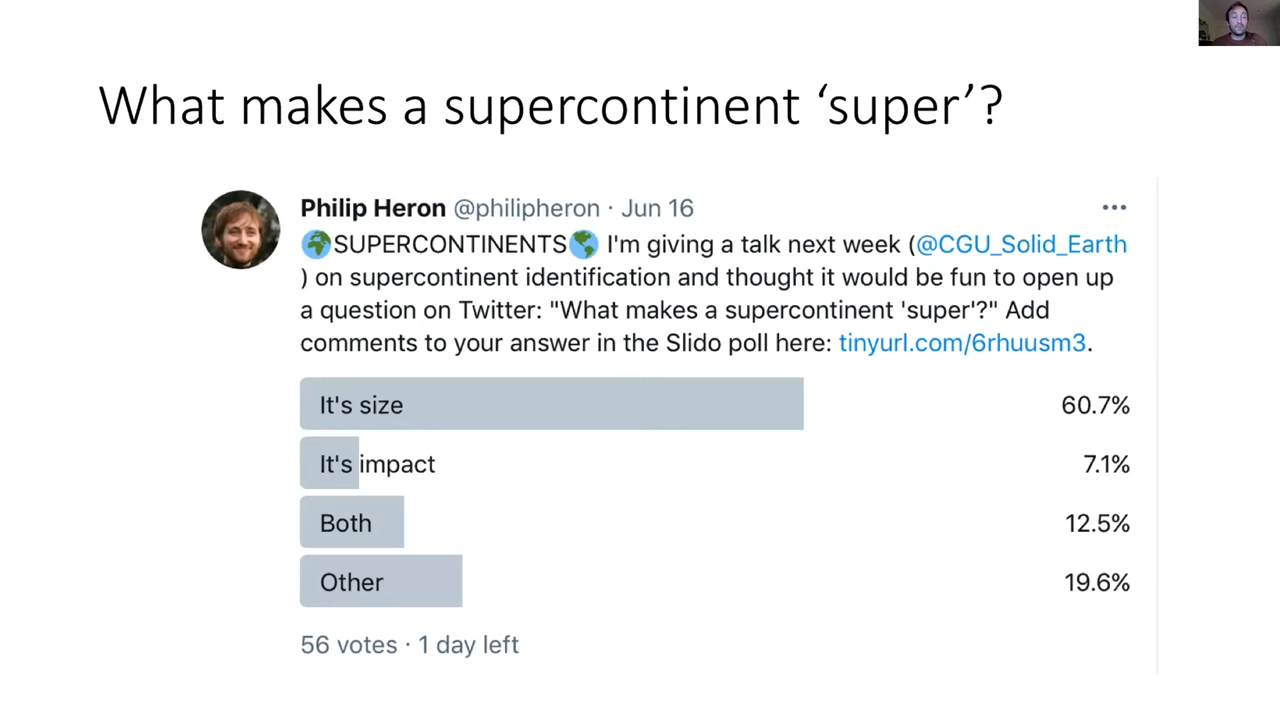 What makes a supercontinent ‘super’?
Philip Heron @philipheron · Jun 16
🌍SUPERCONTINENTS🌎 I'm giving a talk next week (@CGU_Solid_Earth
) on supercontinent identification and thought it would be fun to open up
a question on Twitter: "What makes a supercontinent 'super'?" Add
comments to your answer in the Slido poll here: tinyurl.com/6rhuusm3.
It's size 60.7%
It's impact 7.1%
Both 12.5%
Other 19.6%
56 votes · 1 day left